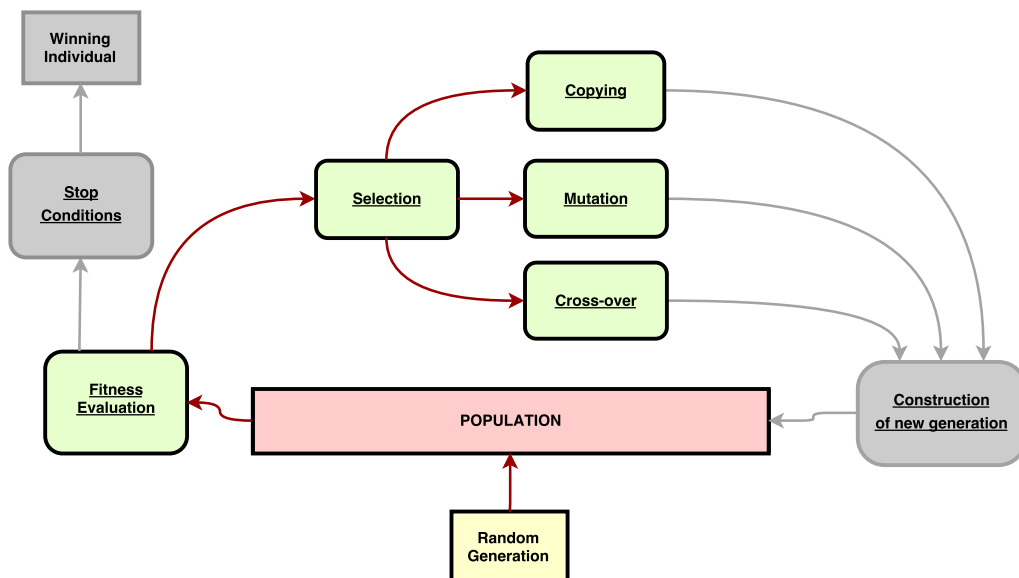 Winning
Individual
Copying
Stop
Conditions
Selection
Mutation
Cross-over
Fitness
Evaluation
POPULATION
Construction
of new generation
Random
Generation